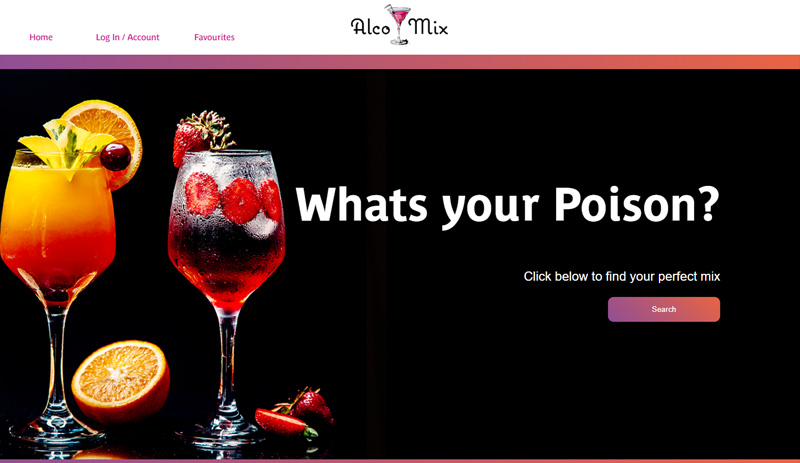 Alco Mix
Home Log In / Account Favourites
Whats your Poison?
Click below to find your perfect mix
Search